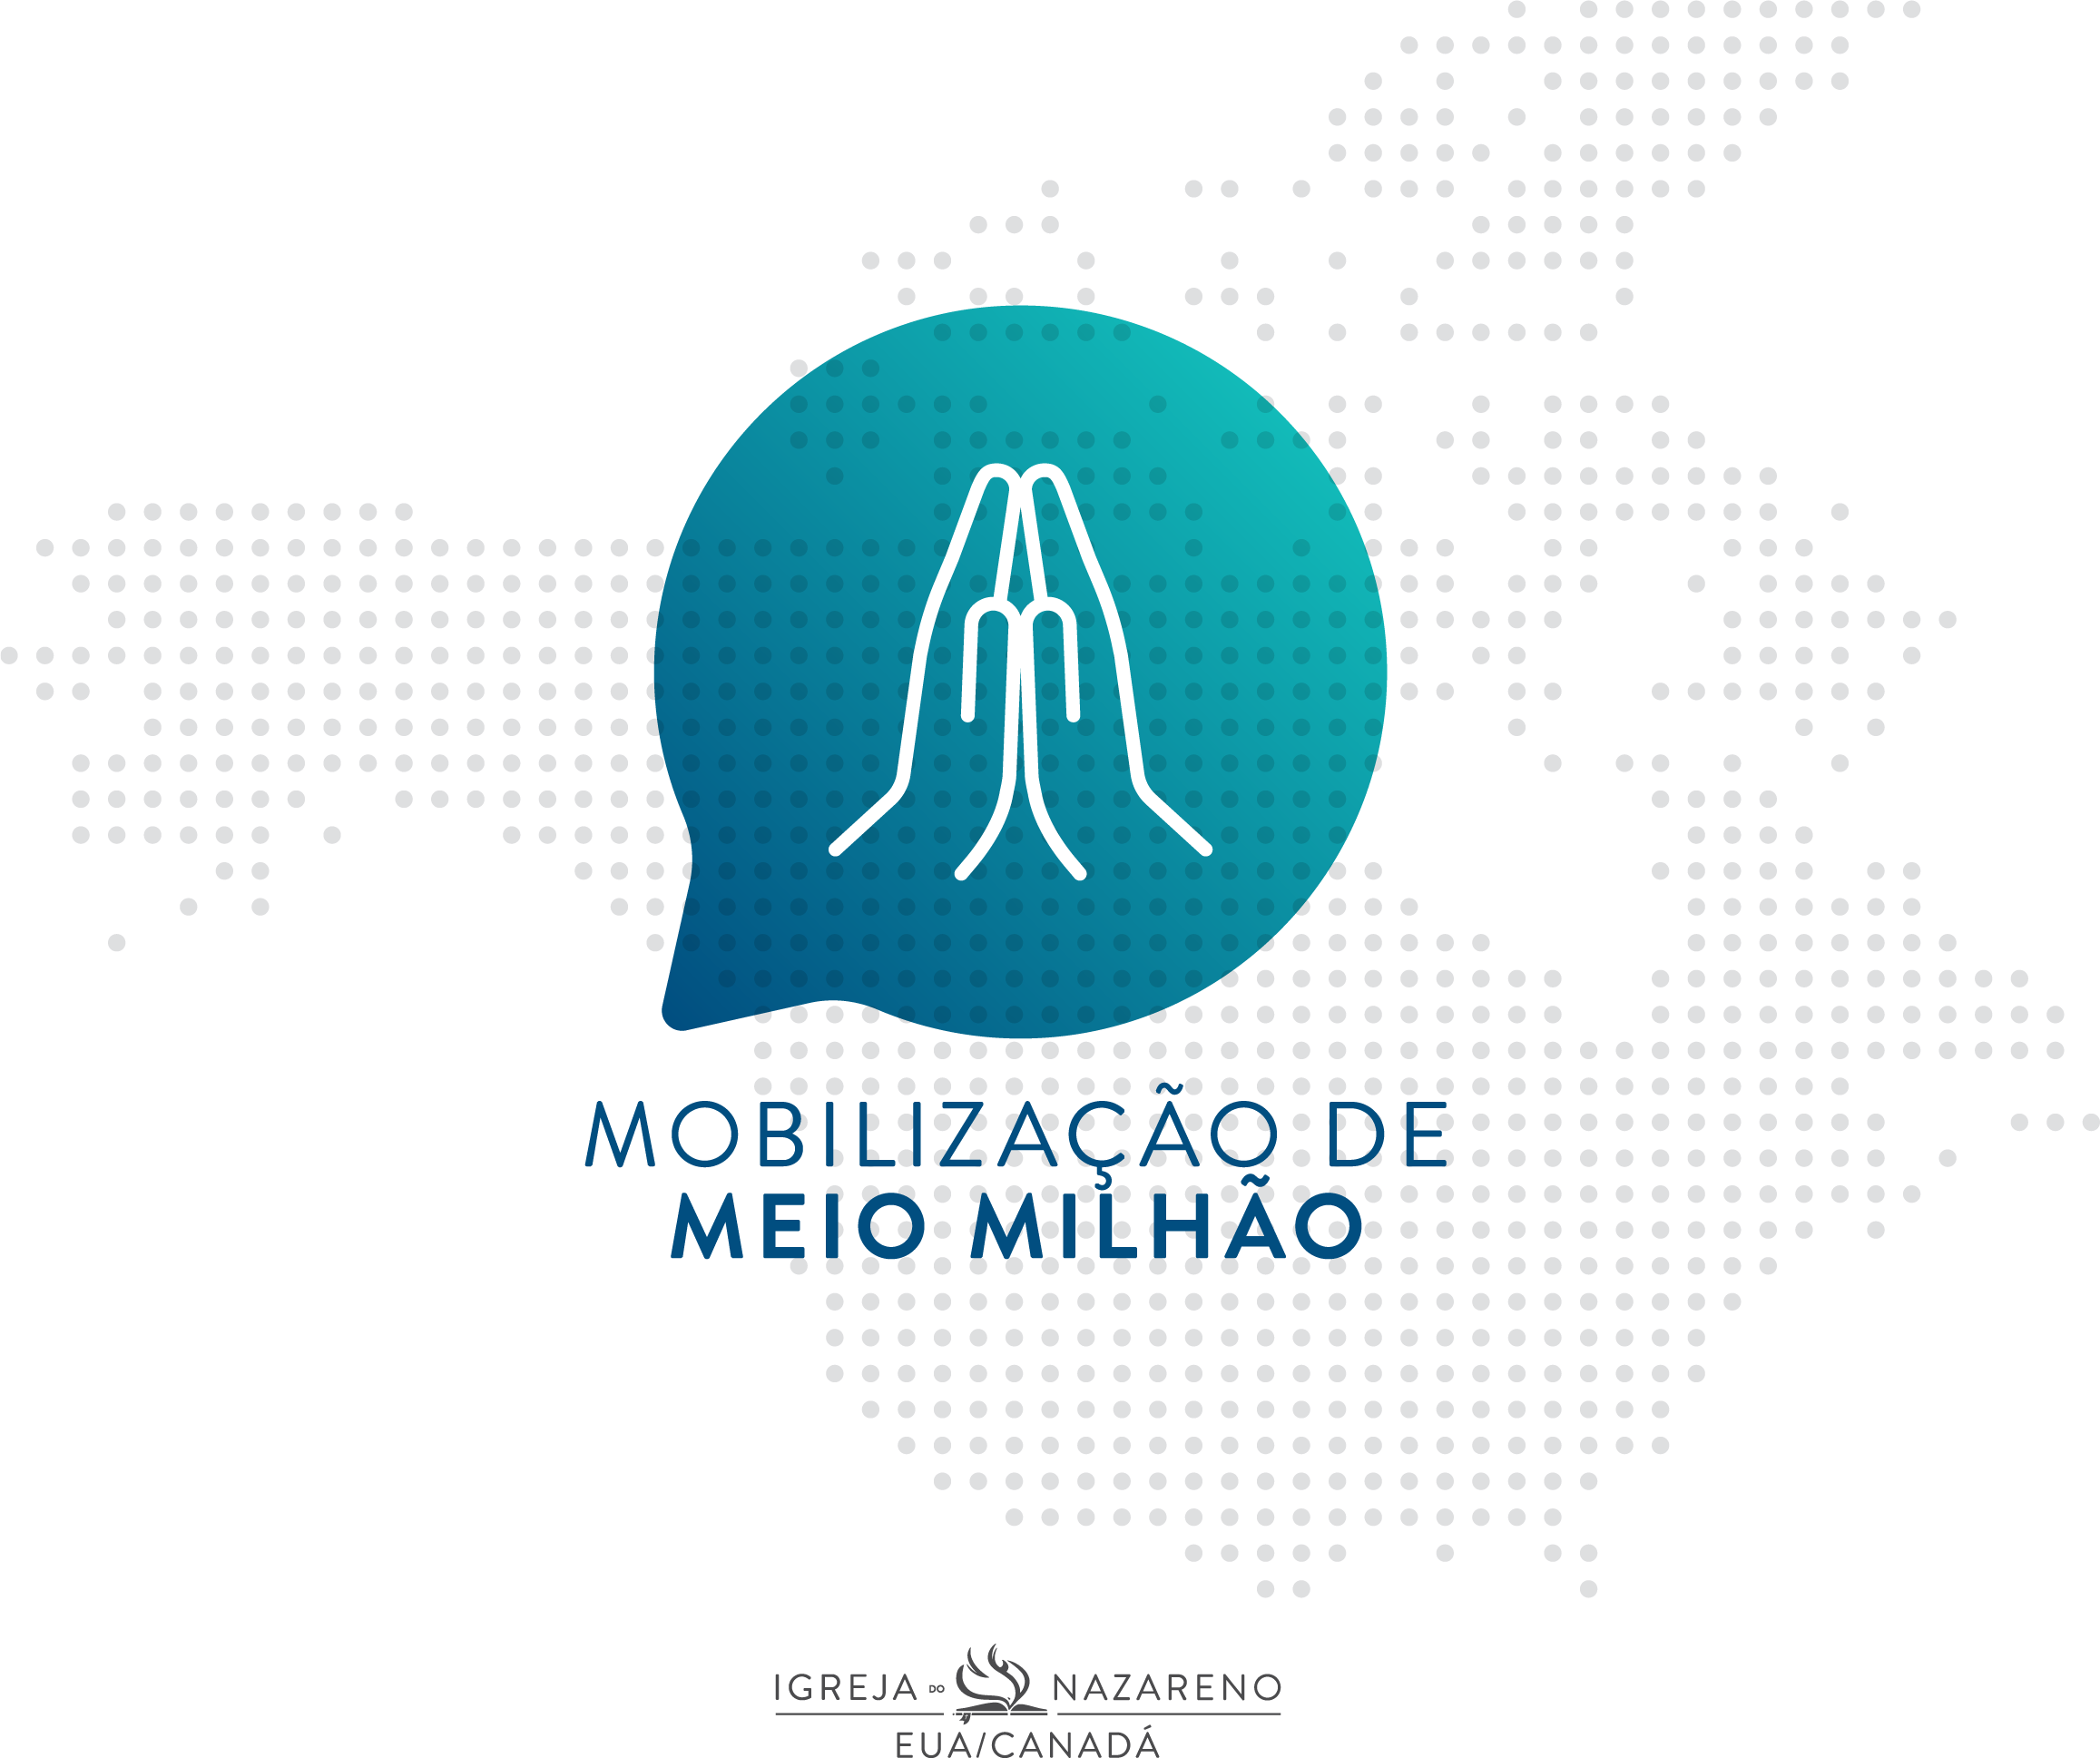 MOBILIZAÇÃO DE
MEIO MILHÃO
IGREJA DO NAZARENO
EUA/CANADÁ